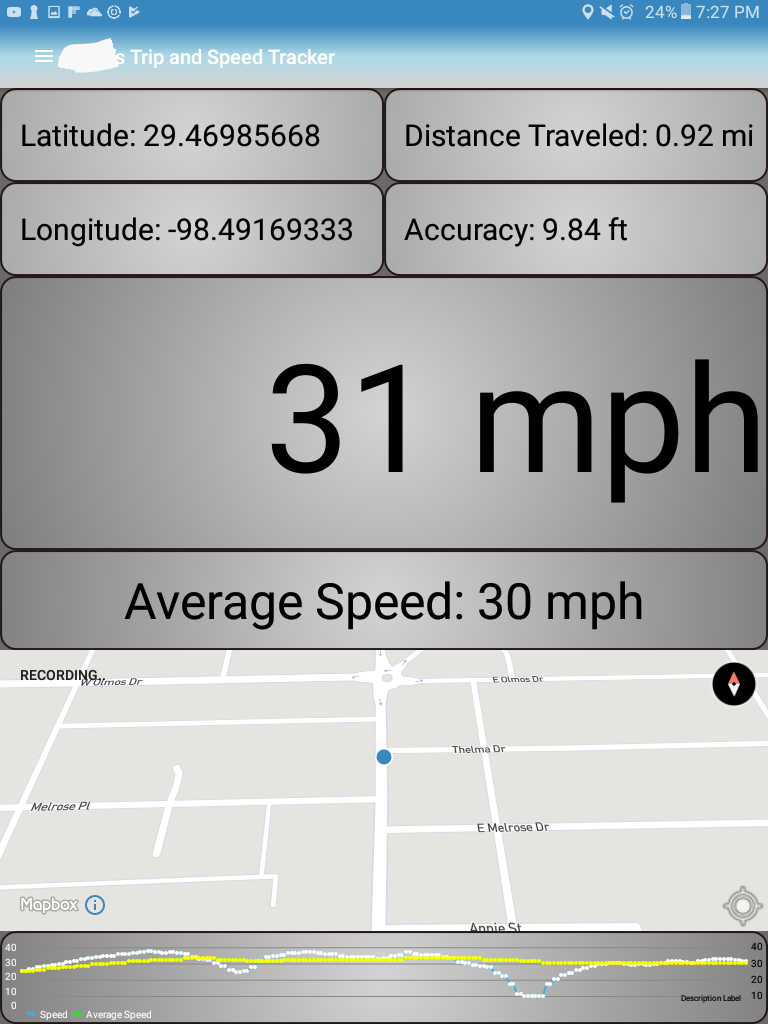 24% 7:27 PM
s Trip and Speed Tracker
Latitude: 29.46985668
Distance Traveled: 0.92 mi
Longitude: -98.49169333
Accuracy: 9.84 ft
31 mph
Average Speed: 30 mph
RECORDING..
W Olmos Dr
E Olmos Dr
Thelma Dr
Melrose Pl
E Melrose Dr
Annie St
Mapbox
40 40
30 30
20 20
10 10
0
Description Label
Speed Average Speed